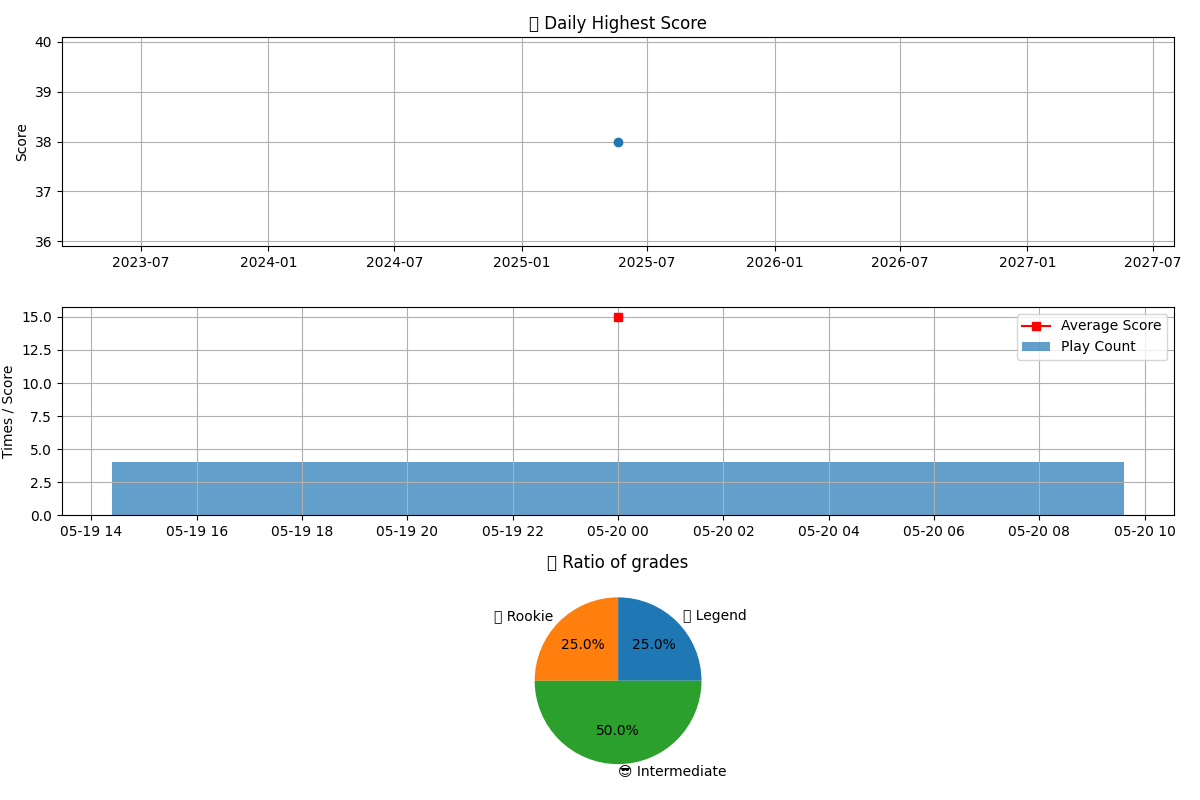 Daily Highest Score
40
39
38
37
36
Score
2023-07 2024-01 2024-07 2025-01 2025-07 2026-01 2026-07 2027-01 2027-07
15.0
12.5
10.0
7.5
5.0
2.5
0.0
Times / Score
Average Score
Play Count
05-19 14 05-19 16 05-19 18 05-19 20 05-19 22 05-20 00 05-20 02 05-20 04 05-20 06 05-20 08 05-20 10
Ratio of grades
Rookie
Legend
25.0% 25.0%
50.0%
😎 Intermediate